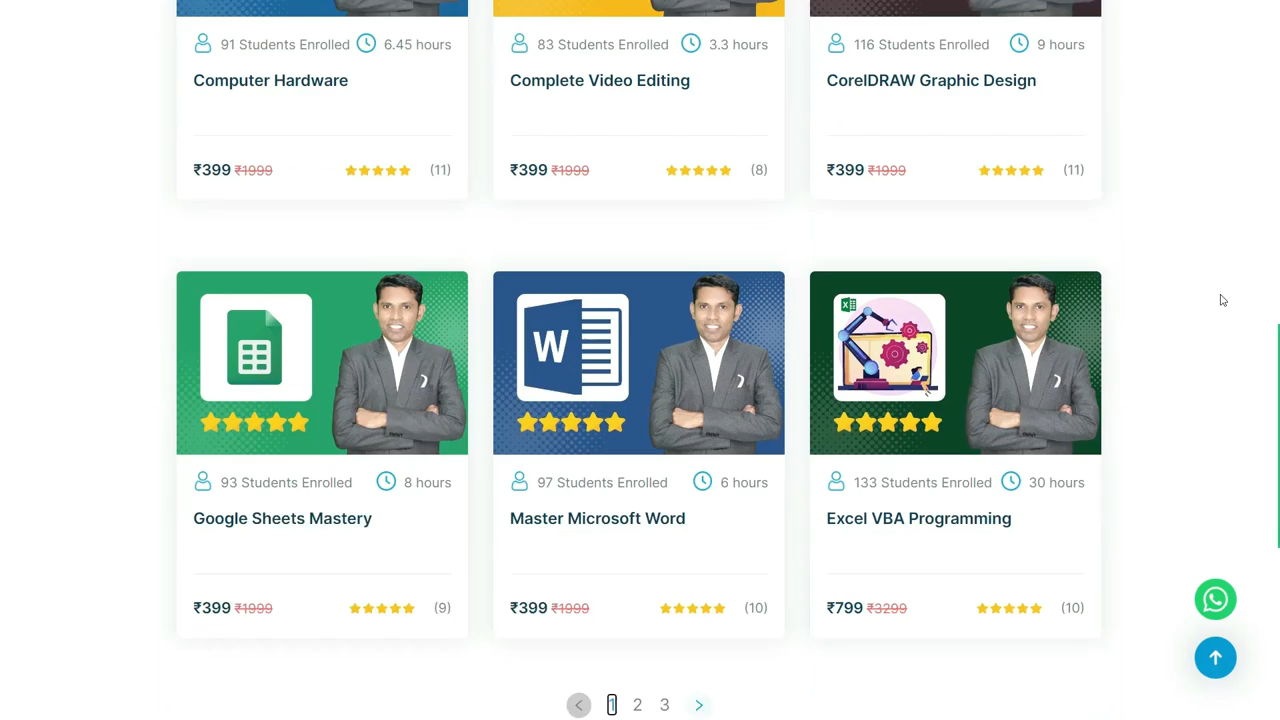 91 Students Enrolled 6.45 hours
Computer Hardware
₹399 ₹1999 (11)
83 Students Enrolled 3.3 hours
Complete Video Editing
₹399 ₹1999 (8)
116 Students Enrolled 9 hours
CorelDRAW Graphic Design
₹399 ₹1999 (11)
93 Students Enrolled 8 hours
Google Sheets Mastery
₹399 ₹1999 (9)
W
97 Students Enrolled 6 hours
Master Microsoft Word
₹399 ₹1999 (10)
X
133 Students Enrolled 30 hours
Excel VBA Programming
₹799 ₹3299 (10)
< 1 2 3 >